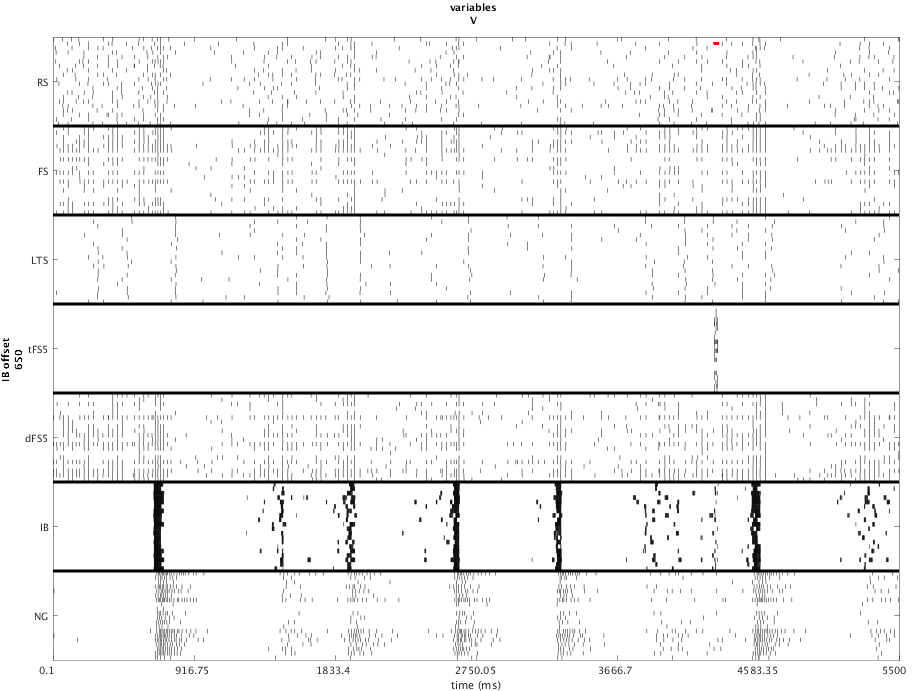 variables
V
RS
FS
LTS
tFS5
dFS5
IB
NG
IB offset
650
0.1 916.75 1833.4 2750.05 3666.7 4583.35 5500
time (ms)